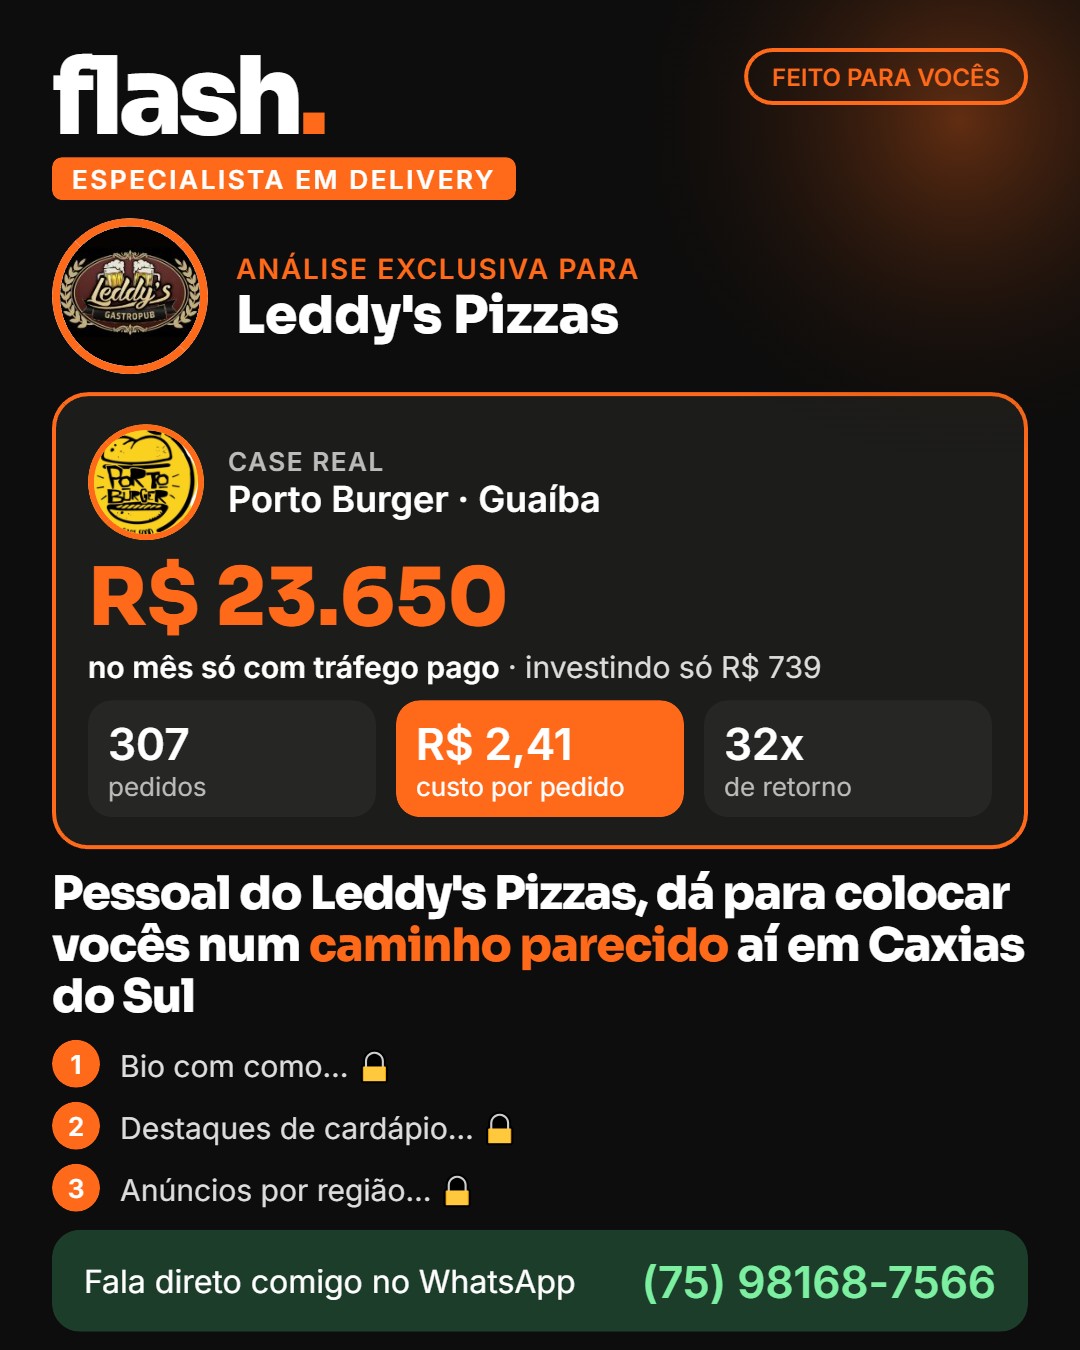 flash.
FEITO PARA VOCÊS
ESPECIALISTA EM DELIVERY
Leddy's
GASTROPUB
ANÁLISE EXCLUSIVA PARA
Leddy's Pizzas
PORTO
BURGER
CASE REAL
Porto Burger · Guaíba
R$ 23.650
no mês só com tráfego pago · investindo só R$ 739
307
pedidos
R$ 2,41
custo por pedido
32x
de retorno
Pessoal do Leddy's Pizzas, dá para colocar
vocês num caminho parecido aí em Caxias
do Sul
1 Bio com como... 🔒
2 Destaques de cardápio... 🔒
3 Anúncios por região... 🔒
Fala direto comigo no WhatsApp (75) 98168-7566